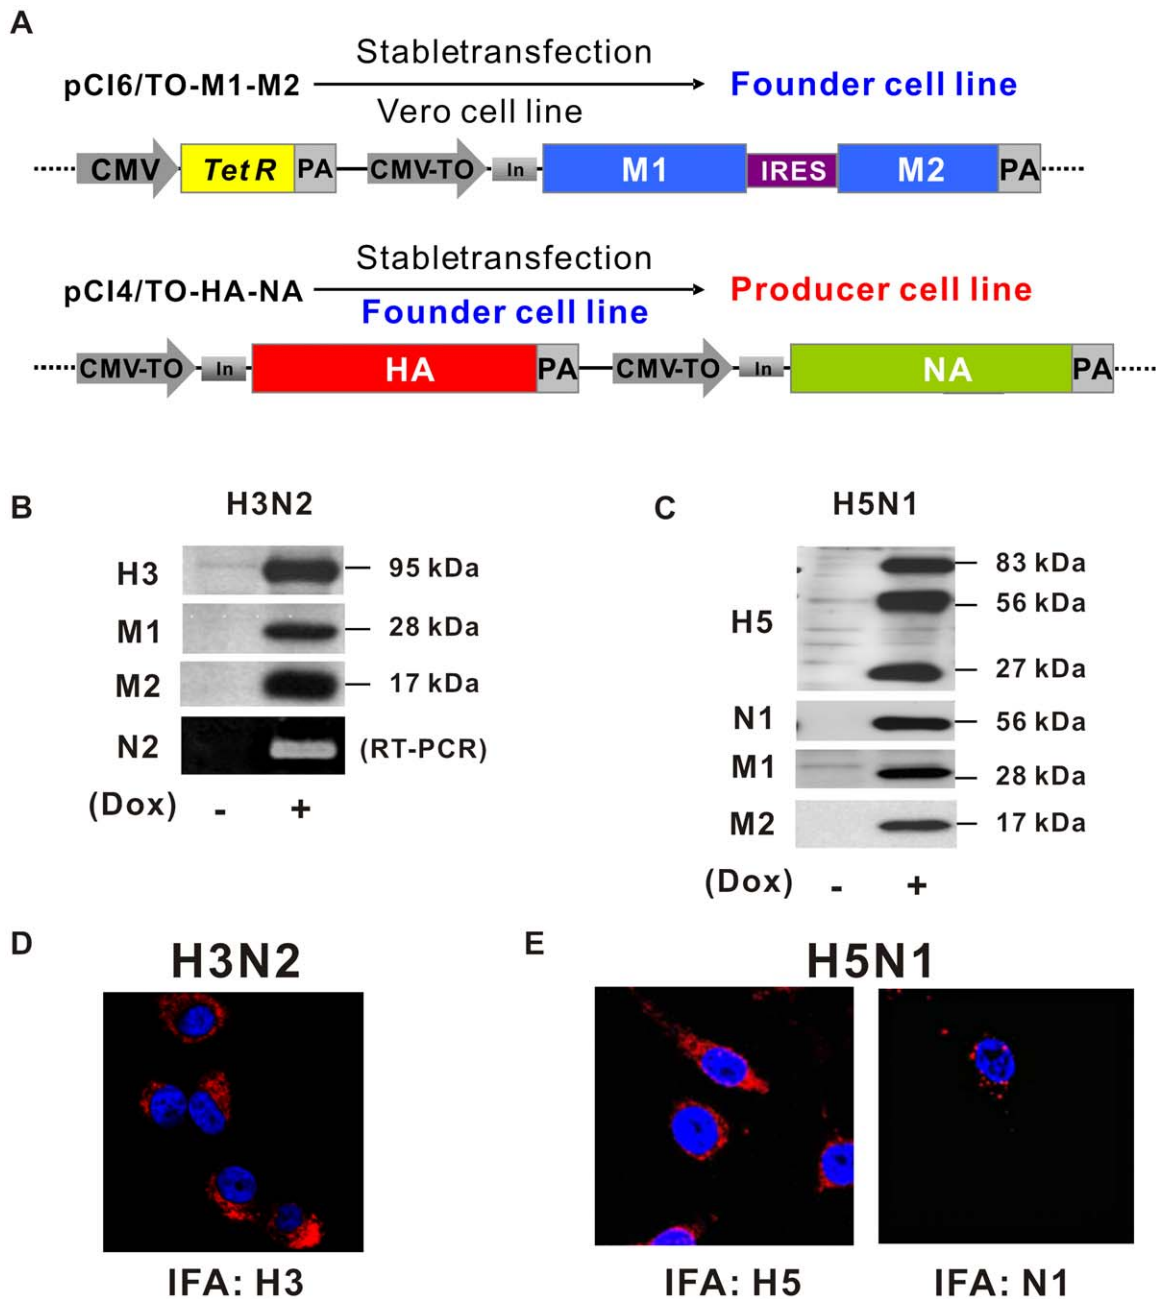 A
Stabletransfection
pCI6/TO-M1-M2
Founder cell line
Vero cell line
CMV TetR PA CMV-TO In M1 IRES M2 PA
Stabletransfection
pCI4/TO-HA-NA
Producer cell line
Founder cell line
CMV-TO In HA PA CMV-TO In NA PA
B
H3N2
H3 95 kDa
M1 28 kDa
M2 17 kDa
N2 (RT-PCR)
(Dox) - +
C
H5N1
83 kDa
56 kDa
H5
27 kDa
N1 56 kDa
M1 28 kDa
M2 17 kDa
(Dox) - +
D
H3N2
IFA: H3
E
H5N1
IFA: H5
IFA: N1